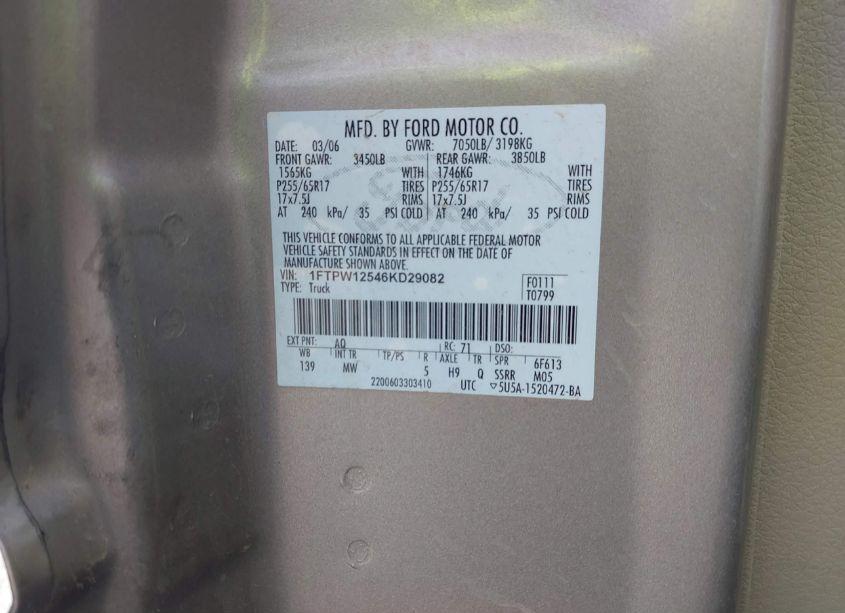 MFD. BY FORD MOTOR CO.
DATE: 03/06 GVWR: 7050LB/ 3198KG
FRONT GAWR: 3450LB REAR GAWR: 3850LB
1565KG WITH 1746KG WITH
P255/65R17 TIRES P255/65R17 TIRES
17x7.5J RIMS 17x7.5J RIMS
AT 240 kPa/ 35 PSI COLD AT 240 kPa/ 35 PSI COLD
THIS VEHICLE CONFORMS TO ALL APPLICABLE FEDERAL MOTOR
VEHICLE SAFETY STANDARDS IN EFFECT ON THE DATE OF
MANUFACTURE SHOWN ABOVE.
VIN: 1FTPW12546KD29082 F0111
TYPE: Truck T0799
EXT PNT: AQ RC: 71 DSO:
WB INT TR TP/PS R AXLE TR SPR 6F613
139 MW 5 H9 Q SSRR M05
2200603303410 UTC ▽5U5A-1520472-BA